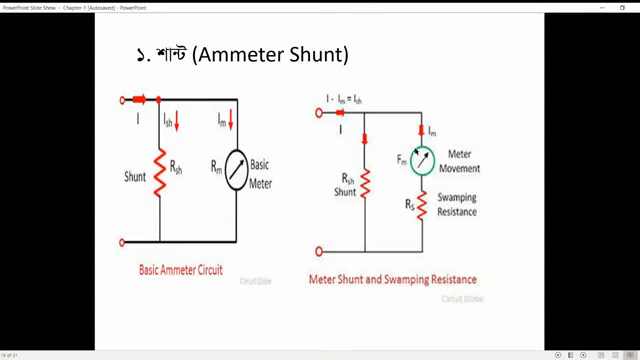 PowerPoint Slide Show - Chapter-1 [Autosaved] - PowerPoint
১. শান্ট (Ammeter Shunt)
I
Ish
Im
Shunt
Rsh
Rm
Basic
Meter
Basic Ammeter Circuit
Circuit Globe
I - Im = Ish
I
Im
Rsh
Shunt
Meter
Movement
Rs
Swamping
Resistance
Meter Shunt and Swamping Resistance
Circuit Globe